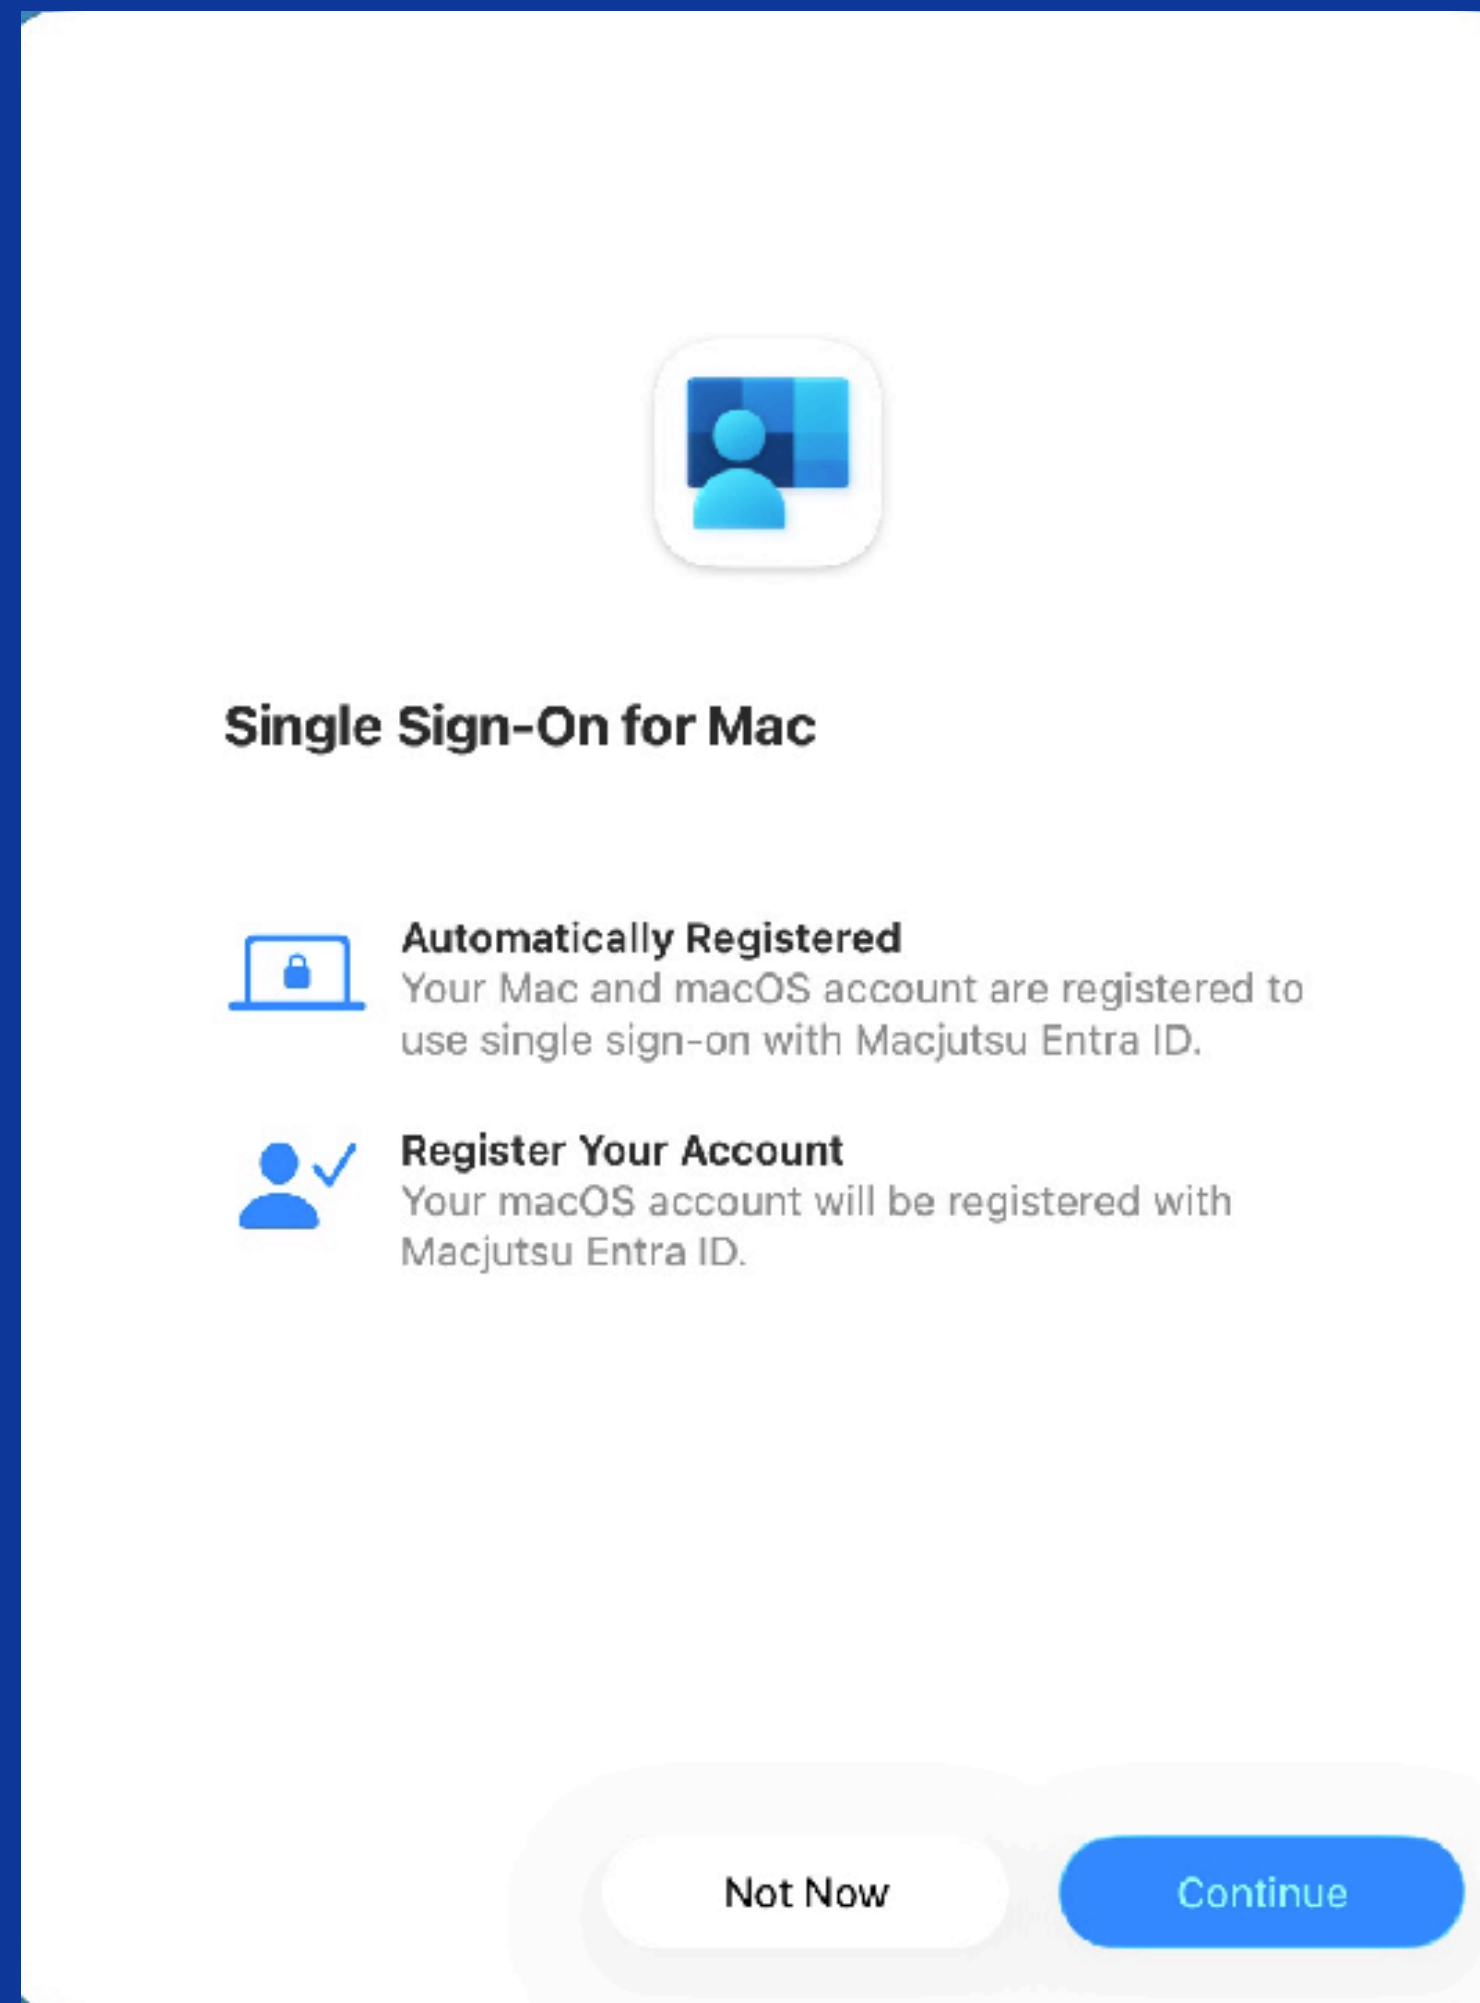 Single Sign-On for Mac
Automatically Registered
Your Mac and macOS account are registered to
use single sign-on with Macjutsu Entra ID.
Register Your Account
Your macOS account will be registered with
Macjutsu Entra ID.
Not Now
Continue